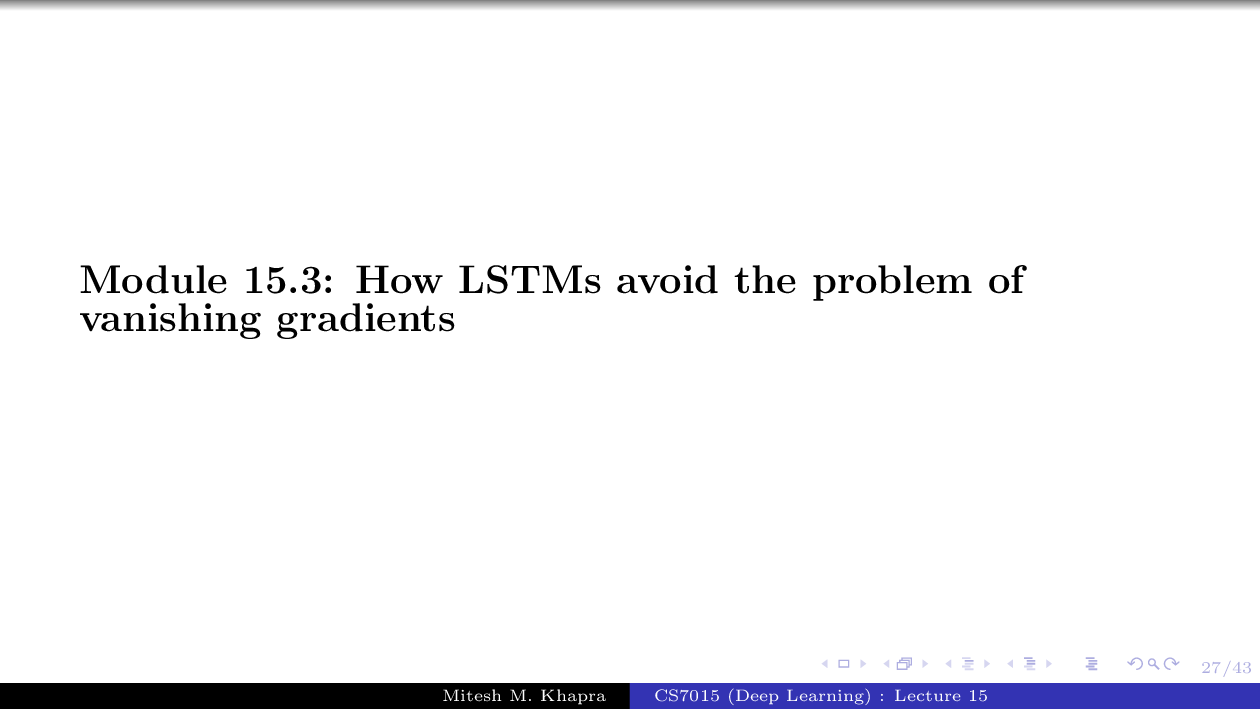 Module 15.3: How LSTMs avoid the problem of
vanishing gradients
27/43
Mitesh M. Khapra
CS7015 (Deep Learning) : Lecture 15